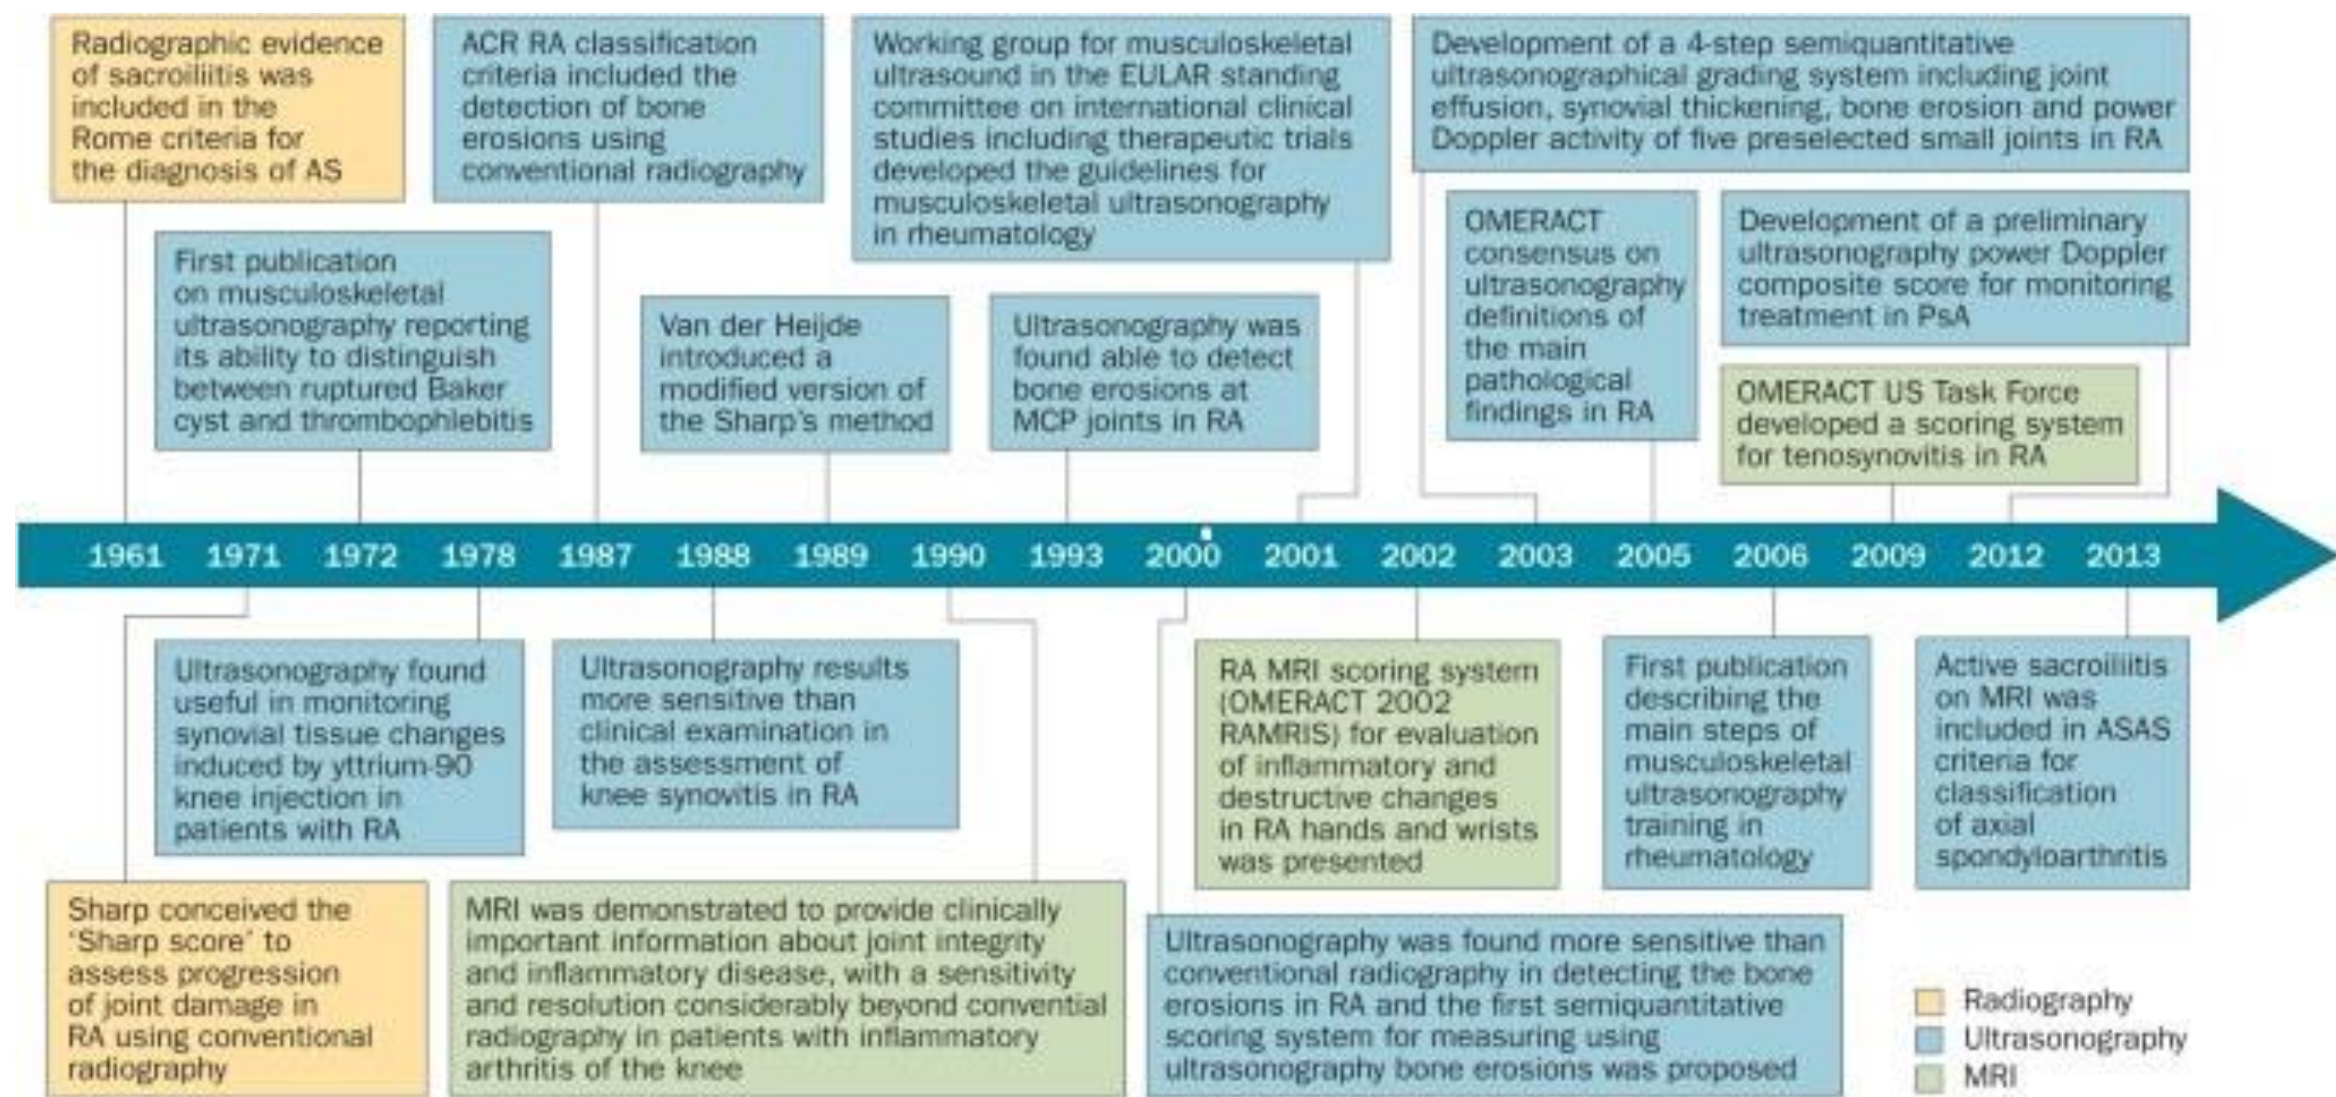 Radiographic evidence
of sacroiliitis was
included in the
Rome criteria for
the diagnosis of AS
ACR RA classification
criteria included the
detection of bone
erosions using
conventional radiography
Working group for musculoskeletal
ultrasound in the EULAR standing
committee on international clinical
studies including therapeutic trials
developed the guidelines for
musculoskeletal ultrasonography
in rheumatology
Development of a 4-step semiquantitative
ultrasonographical grading system including joint
effusion, synovial thickening, bone erosion and power
Doppler activity of five preselected small joints in RA
First publication
on musculoskeletal
ultrasonography reporting
its ability to distinguish
between ruptured Baker
cyst and thrombophlebitis
Van der Heijde
introduced a
modified version of
the Sharp's method
Ultrasonography was
found able to detect
bone erosions at
MCP joints in RA
OMERACT
consensus on
ultrasonography
definitions of
the main
pathological
findings in RA
Development of a preliminary
ultrasonography power Doppler
composite score for monitoring
treatment in PsA
OMERACT US Task Force
developed a scoring system
for tenosynovitis in RA
1961 1971 1972 1978 1987 1988 1989 1990 1993 2000 2001 2002 2003 2005 2006 2009 2012 2013
Ultrasonography found
useful in monitoring
synovial tissue changes
induced by yttrium-90
knee injection in
patients with RA
Ultrasonography results
more sensitive than
clinical examination in
the assessment of
knee synovitis in RA
RA MRI scoring system
(OMERACT 2002
RAMRIS) for evaluation
of inflammatory and
destructive changes
in RA hands and wrists
was presented
First publication
describing the
main steps of
musculoskeletal
ultrasonography
training in
rheumatology
Active sacroiliitis
on MRI was
included in ASAS
criteria for
classification
of axial
spondyloarthritis
Sharp conceived the
'Sharp score' to
assess progression
of joint damage in
RA using conventional
radiography
MRI was demonstrated to provide clinically
important information about joint integrity
and inflammatory disease, with a sensitivity
and resolution considerably beyond convential
radiography in patients with inflammatory
arthritis of the knee
Ultrasonography was found more sensitive than
conventional radiography in detecting the bone
erosions in RA and the first semiquantitative
scoring system for measuring using
ultrasonography bone erosions was proposed
Radiography
Ultrasonography
MRI